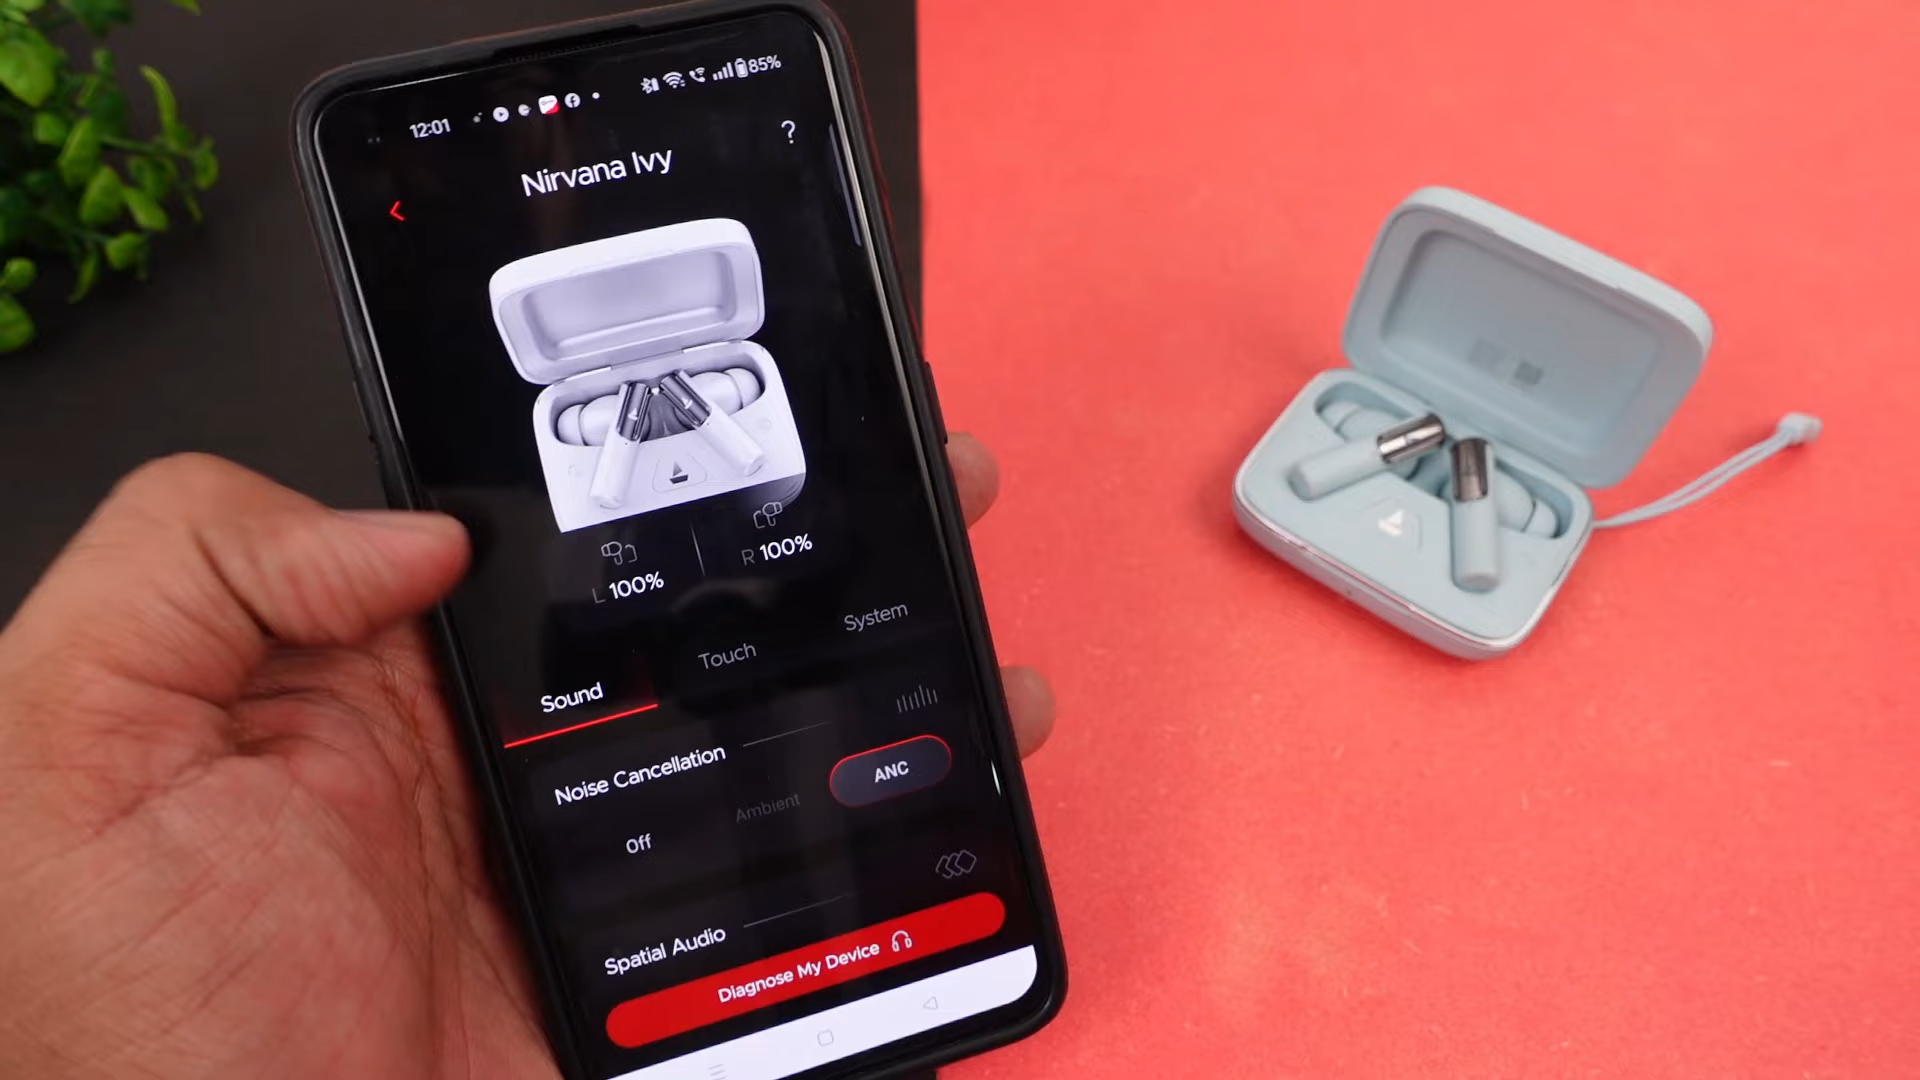 12:01 85%
?
Nirvana Ivy
L 100% R 100%
Sound Touch System
Noise Cancellation
Off Ambient ANC
Spatial Audio
Diagnose My Device